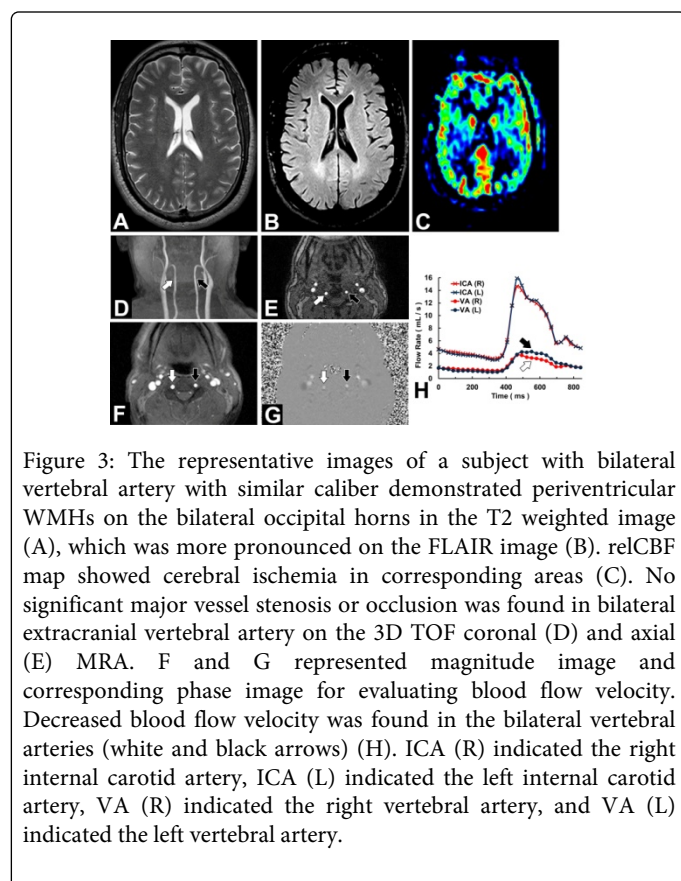 A
B
C
D
E
F
G
H
16
14
12
10
8
6
4
2
0
Flow Rate ( mL / s )
ICA (R)
ICA (L)
VA (R)
VA (L)
0 200 400 600 800
Time ( ms )
Figure 3: The representative images of a subject with bilateral
vertebral artery with similar caliber demonstrated periventricular
WMHs on the bilateral occipital horns in the T2 weighted image
(A), which was more pronounced on the FLAIR image (B). relCBF
map showed cerebral ischemia in corresponding areas (C). No
significant major vessel stenosis or occlusion was found in bilateral
extracranial vertebral artery on the 3D TOF coronal (D) and axial
(E) MRA. F and G represented magnitude image and
corresponding phase image for evaluating blood flow velocity.
Decreased blood flow velocity was found in the bilateral vertebral
arteries (white and black arrows) (H). ICA (R) indicated the right
internal carotid artery, ICA (L) indicated the left internal carotid
artery, VA (R) indicated the right vertebral artery, and VA (L)
indicated the left vertebral artery.